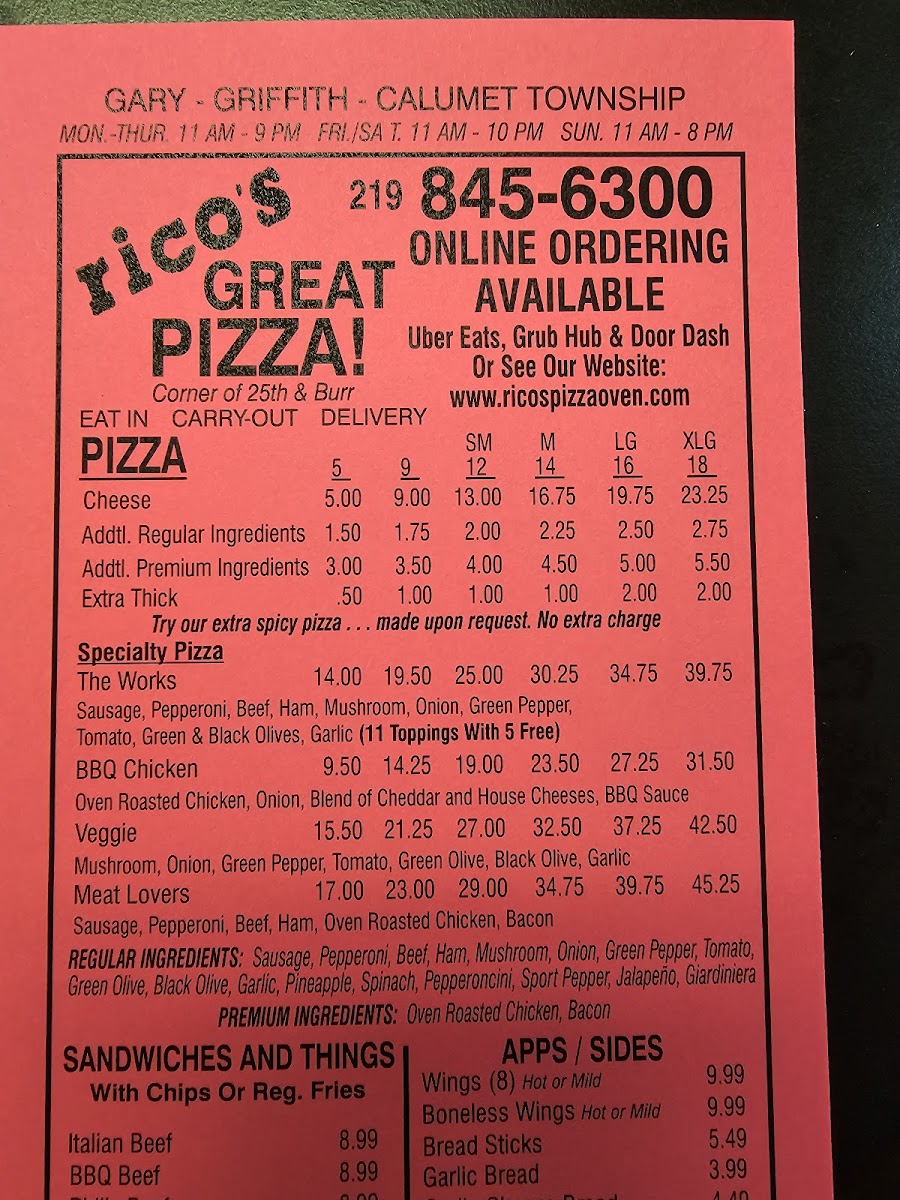 GARY - GRIFFITH - CALUMET TOWNSHIP
MON.-THUR. 11 AM - 9 PM FRI./SA T. 11 AM - 10 PM SUN. 11 AM - 8 PM
rico's
GREAT
PIZZA!
Corner of 25th & Burr
EAT IN CARRY-OUT DELIVERY
219 845-6300
ONLINE ORDERING
AVAILABLE
Uber Eats, Grub Hub & Door Dash
Or See Our Website:
www.ricospizzaoven.com
SM M LG XLG
PIZZA 5 9 12 14 16 18
Cheese 5.00 9.00 13.00 16.75 19.75 23.25
Addtl. Regular Ingredients 1.50 1.75 2.00 2.25 2.50 2.75
Addtl. Premium Ingredients 3.00 3.50 4.00 4.50 5.00 5.50
Extra Thick .50 1.00 1.00 1.00 2.00 2.00
Try our extra spicy pizza . . . made upon request. No extra charge
Specialty Pizza
The Works 14.00 19.50 25.00 30.25 34.75 39.75
Sausage, Pepperoni, Beef, Ham, Mushroom, Onion, Green Pepper,
Tomato, Green & Black Olives, Garlic (11 Toppings With 5 Free)
BBQ Chicken 9.50 14.25 19.00 23.50 27.25 31.50
Oven Roasted Chicken, Onion, Blend of Cheddar and House Cheeses, BBQ Sauce
Veggie 15.50 21.25 27.00 32.50 37.25 42.50
Mushroom, Onion, Green Pepper, Tomato, Green Olive, Black Olive, Garlic
Meat Lovers 17.00 23.00 29.00 34.75 39.75 45.25
Sausage, Pepperoni, Beef, Ham, Oven Roasted Chicken, Bacon
REGULAR INGREDIENTS: Sausage, Pepperoni, Beef, Ham, Mushroom, Onion, Green Pepper, Tomato,
Green Olive, Black Olive, Garlic, Pineapple, Spinach, Pepperoncini, Sport Pepper, Jalapeño, Giardiniera
PREMIUM INGREDIENTS: Oven Roasted Chicken, Bacon
SANDWICHES AND THINGS
With Chips Or Reg. Fries
Italian Beef 8.99
BBQ Beef 8.99
APPS / SIDES
Wings (8) Hot or Mild 9.99
Boneless Wings Hot or Mild 9.99
Bread Sticks 5.49
Garlic Bread 3.99